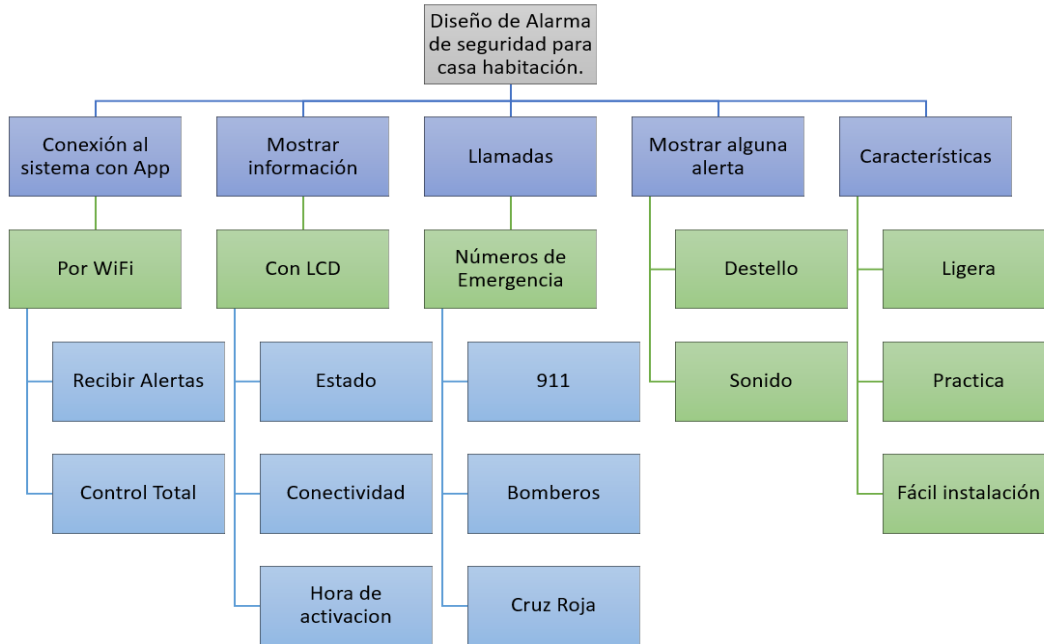 Diseño de Alarma
de seguridad para
casa habitación.
Conexión al
sistema con App
Mostrar
información
Llamadas
Mostrar alguna
alerta
Características
Por WiFi
Con LCD
Números de
Emergencia
Destello
Ligera
Recibir Alertas
Estado
911
Sonido
Practica
Control Total
Conectividad
Bomberos
Fácil instalación
Hora de
activacion
Cruz Roja